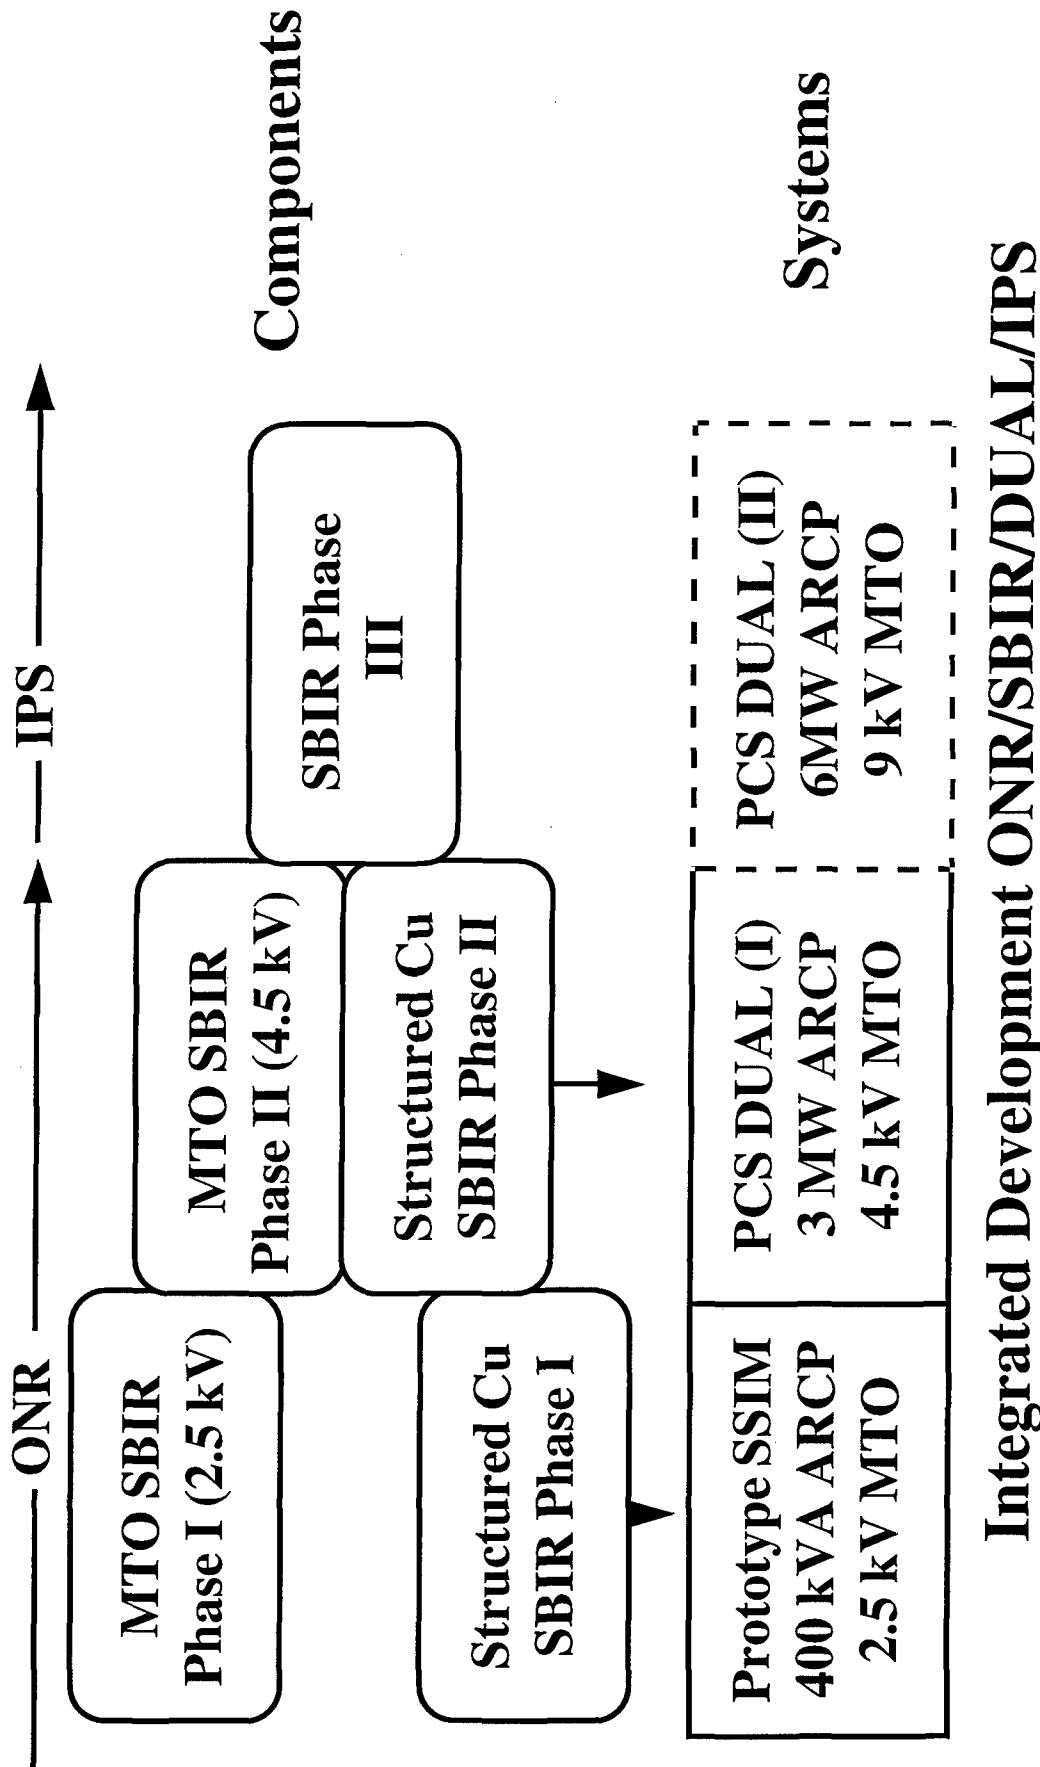 ONR
IPS
MTO SBIR
Phase I (2.5 kV)
MTO SBIR
Phase II (4.5 kV)
SBIR Phase
III
Components
Structured Cu
SBIR Phase I
Structured Cu
SBIR Phase II
Prototype SSIM
400 kVA ARCP
2.5 kV MTO
PCS DUAL (I)
3 MW ARCP
4.5 kV MTO
PCS DUAL (II)
6MW ARCP
9 kV MTO
Systems
Integrated Development ONR/SBIR/DUAL/IPS